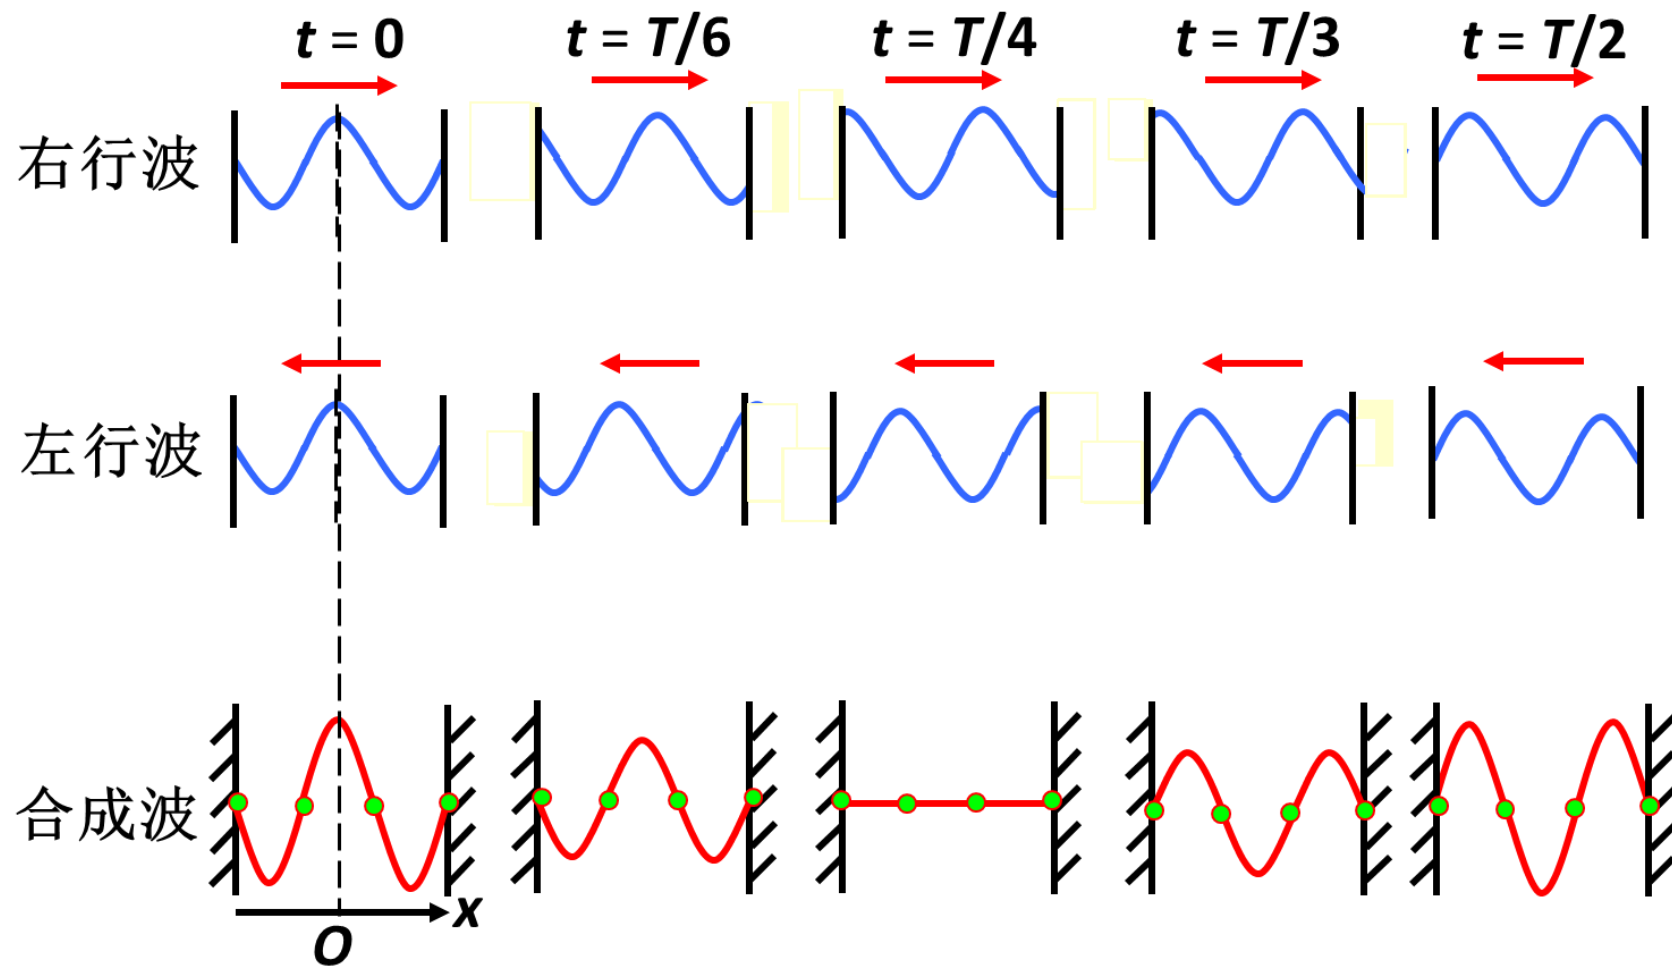 t = 0 t = T/6 t = T/4 t = T/3 t = T/2
右行波
左行波
合成波
x
O